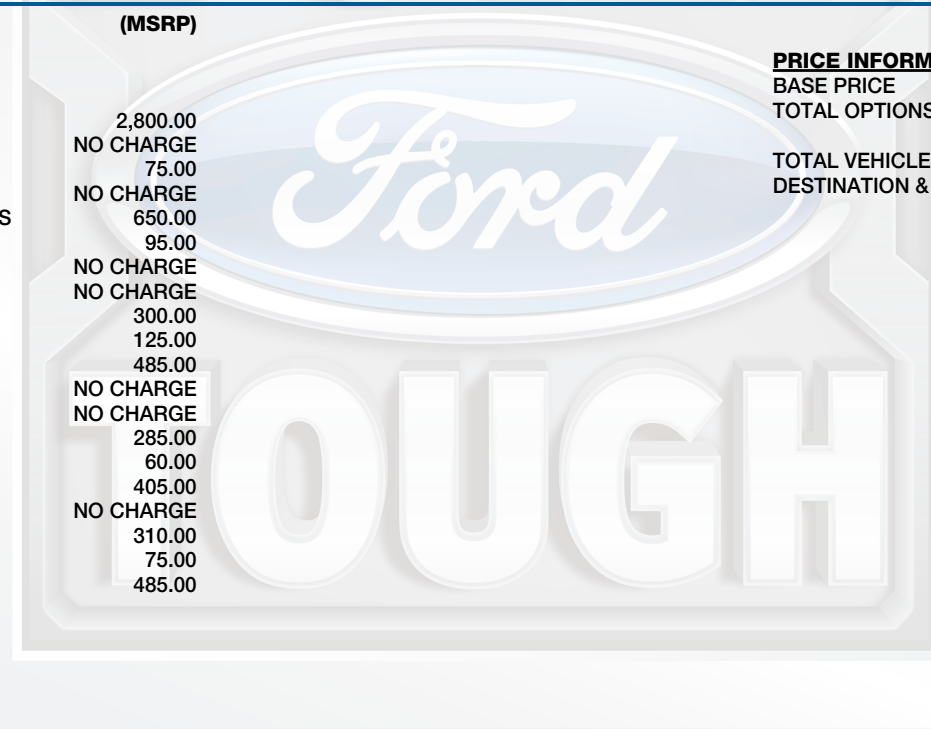 (MSRP)
2,800.00
NO CHARGE
75.00
NO CHARGE
S 650.00
95.00
NO CHARGE
NO CHARGE
300.00
125.00
485.00
NO CHARGE
NO CHARGE
285.00
60.00
405.00
NO CHARGE
310.00
75.00
485.00
PRICE INFORM
BASE PRICE
TOTAL OPTIONS
TOTAL VEHICLE
DESTINATION &
Ford
TOUGH